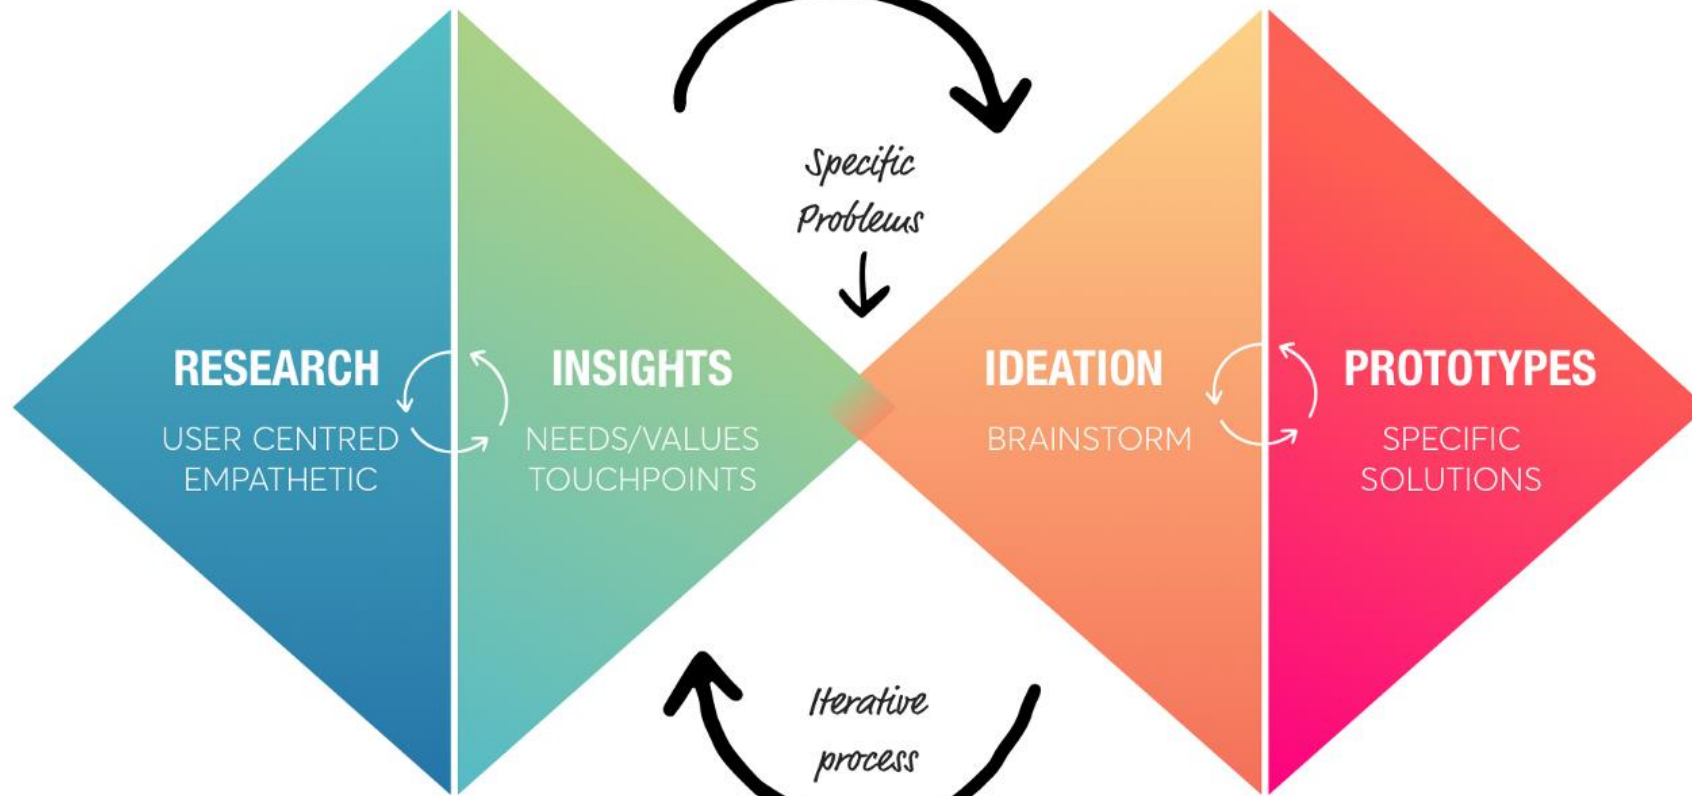 Specific
Problems
RESEARCH
USER CENTRED
EMPATHETIC
INSIGHTS
NEEDS/VALUES
TOUCHPOINTS
IDEATION
BRAINSTORM
PROTOTYPES
SPECIFIC
SOLUTIONS
Iterative
process